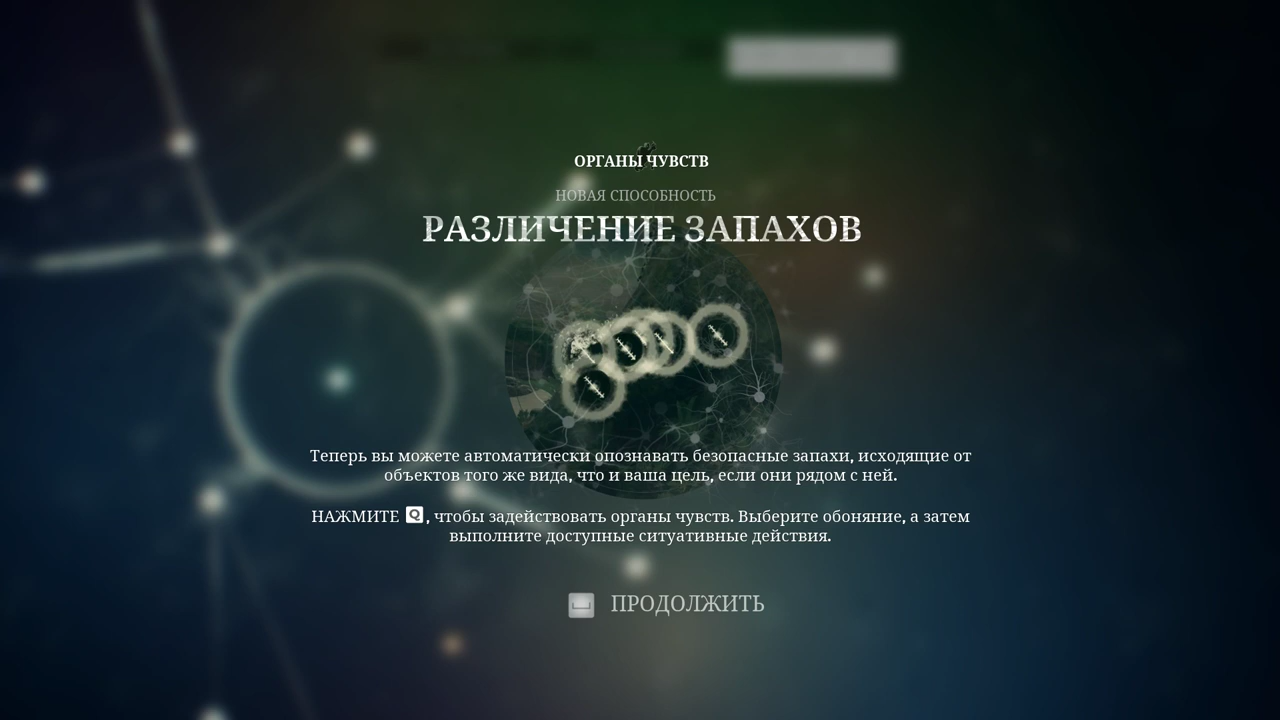 ОРГАНЫ ЧУВСТВ
НОВАЯ СПОСОБНОСТЬ
РАЗЛИЧЕНИЕ ЗАПАХОВ
Теперь вы можете автоматически опознавать безопасные запахи, исходящие от
объектов того же вида, что и ваша цель, если они рядом с ней.
НАЖМИТЕ Q, чтобы задействовать органы чувств. Выберите обоняние, а затем
выполните доступные ситуативные действия.
ПРОДОЛЖИТЬ